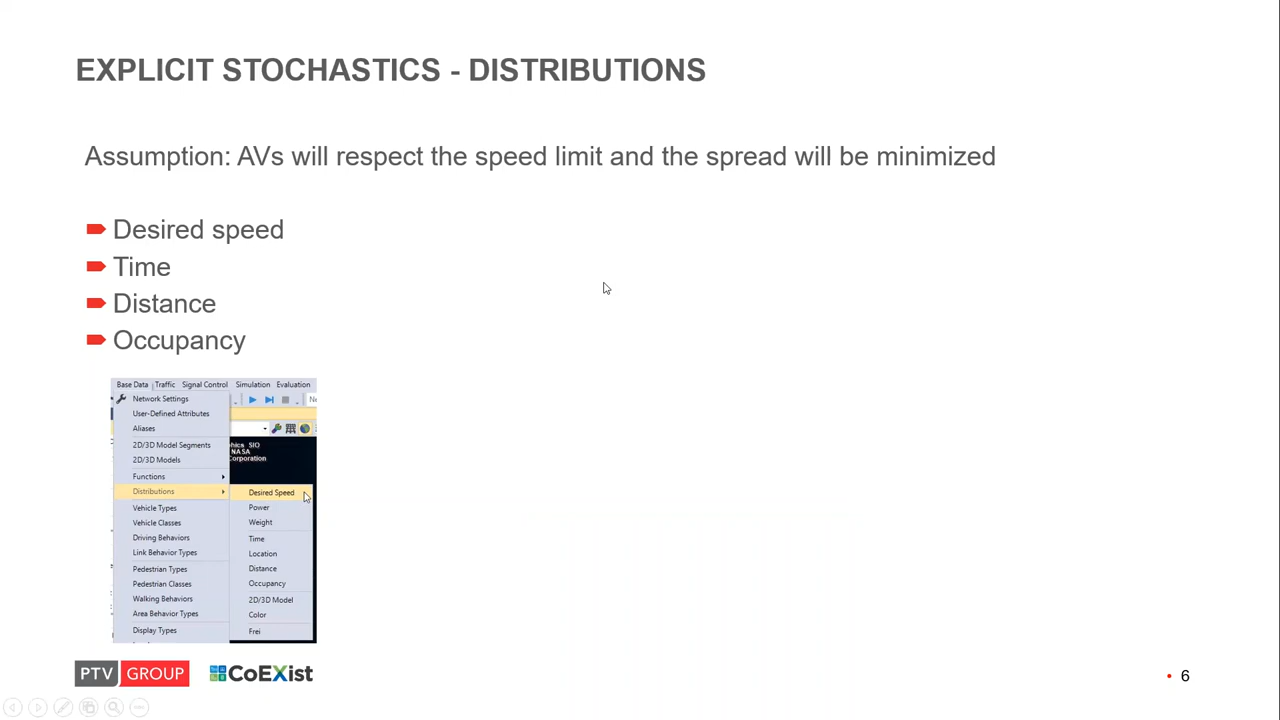 EXPLICIT STOCHASTICS - DISTRIBUTIONS
Assumption: AVs will respect the speed limit and the spread will be minimized
Desired speed
Time
Distance
Occupancy
Base Data Traffic Signal Control Simulation Evaluation
Network Settings
User-Defined Attributes
Aliases
2D/3D Model Segments
2D/3D Models
Functions
Distributions
Vehicle Types
Vehicle Classes
Driving Behaviors
Link Behavior Types
Pedestrian Types
Pedestrian Classes
Walking Behaviors
Area Behavior Types
Display Types
phics SIO
NASA
orporation
Desired Speed
Power
Weight
Time
Location
Distance
Occupancy
2D/3D Model
Color
Frei
PTV GROUP
CoEXist
6